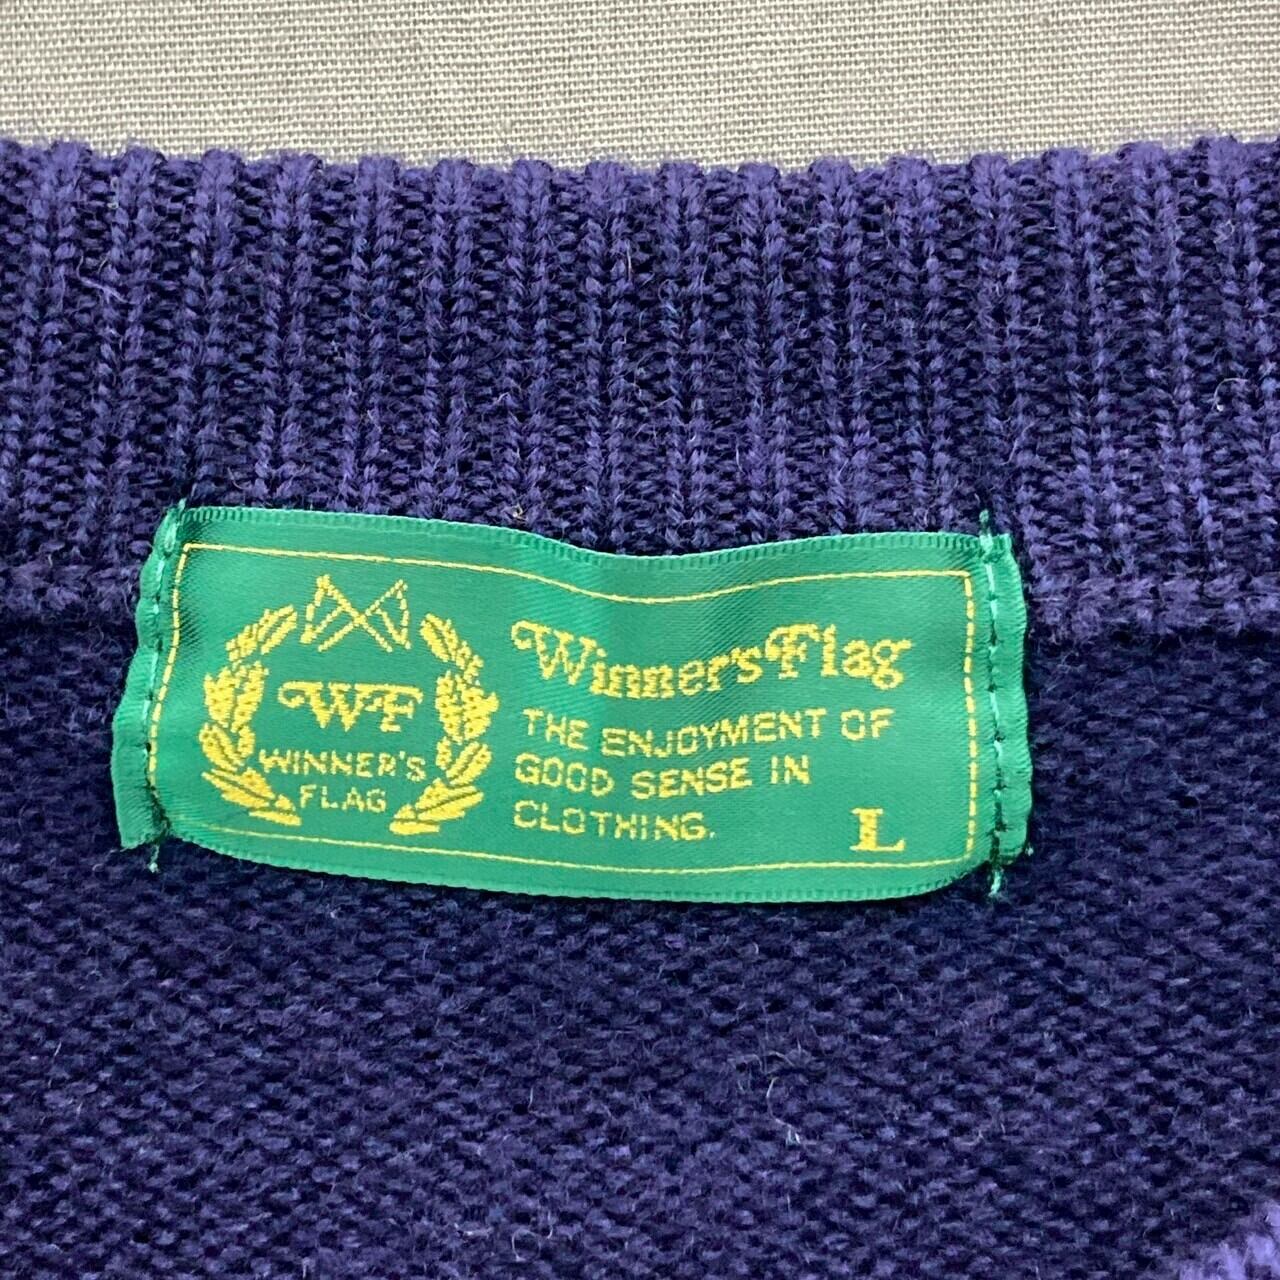 WF
WINNER'S
FLAG
Winner's Flag
THE ENJOYMENT OF
GOOD SENSE IN
CLOTHING.
L